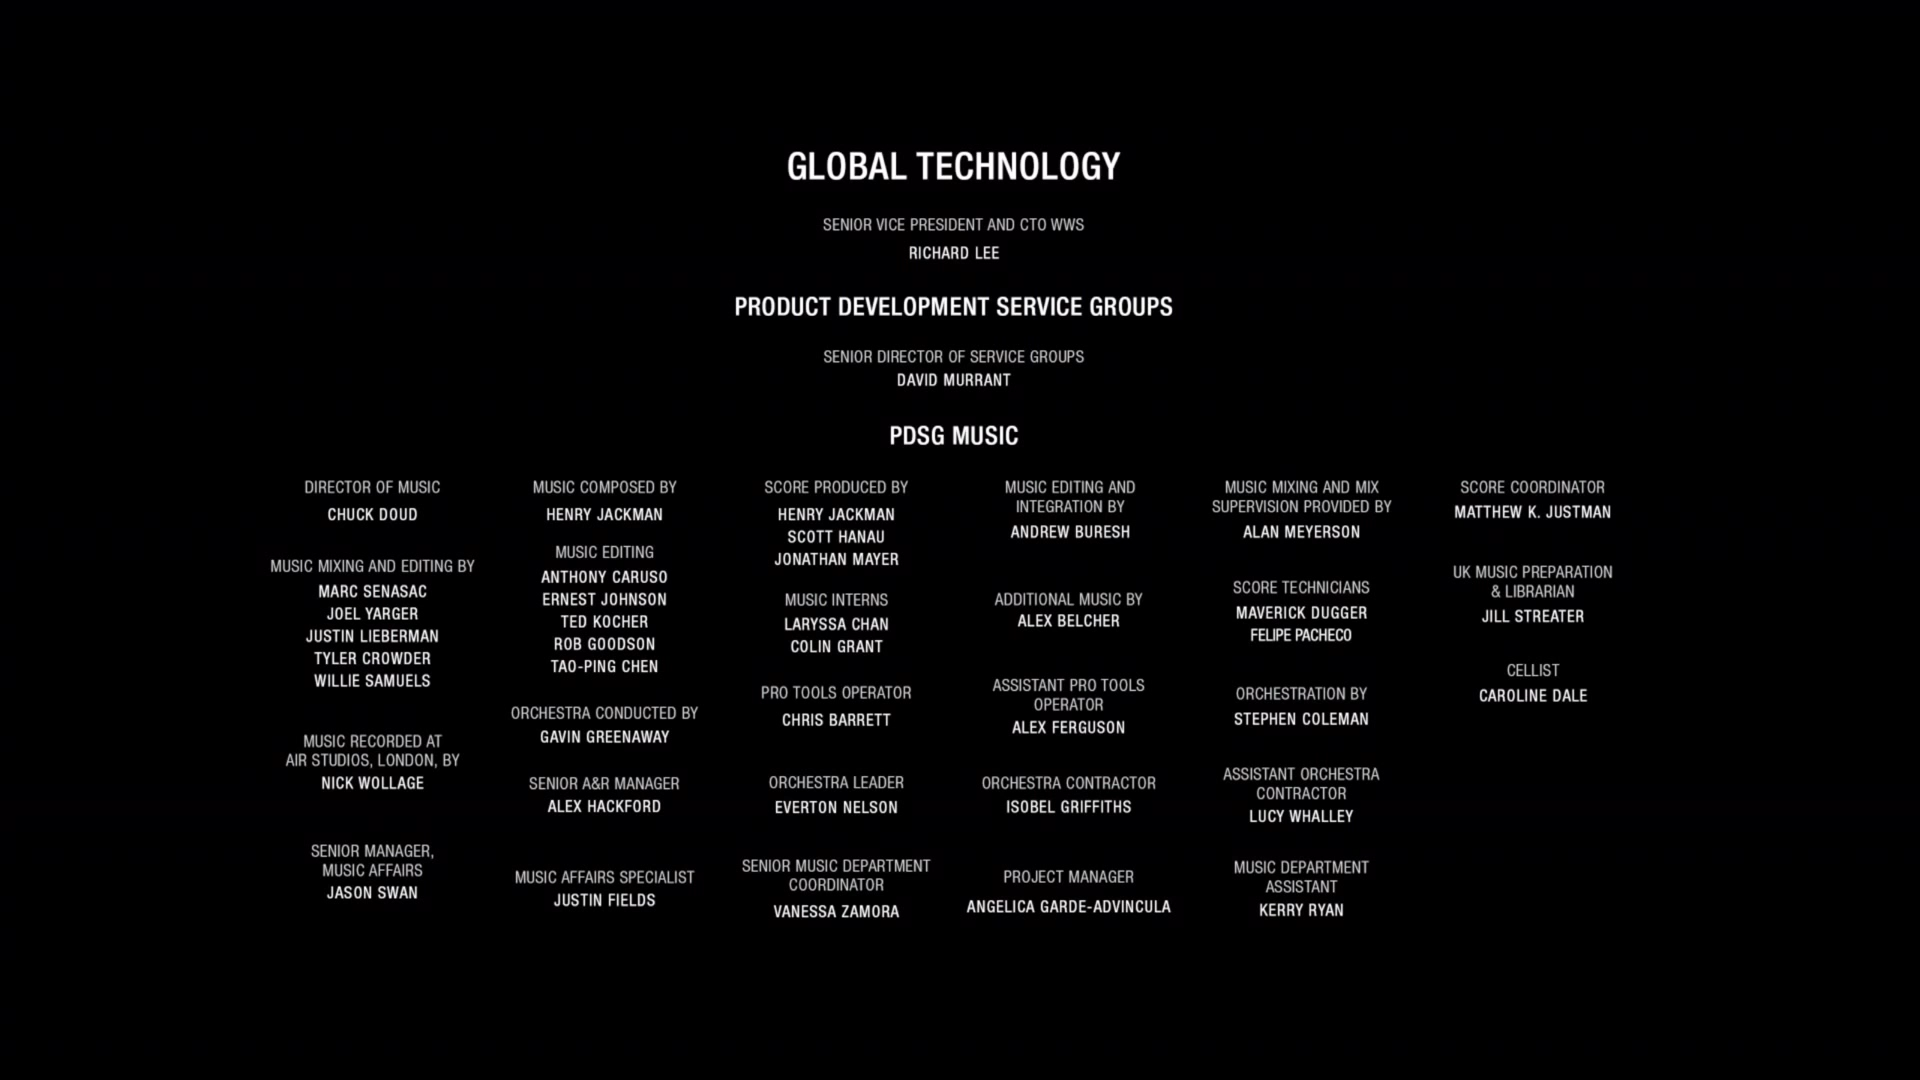 GLOBAL TECHNOLOGY
SENIOR VICE PRESIDENT AND CTO WWS
RICHARD LEE
PRODUCT DEVELOPMENT SERVICE GROUPS
SENIOR DIRECTOR OF SERVICE GROUPS
DAVID MURRANT
PDSG MUSIC
DIRECTOR OF MUSIC
CHUCK DOUD
MUSIC MIXING AND EDITING BY
MARC SENASAC
JOEL YARGER
JUSTIN LIEBERMAN
TYLER CROWDER
WILLIE SAMUELS
MUSIC RECORDED AT
AIR STUDIOS, LONDON, BY
NICK WOLLAGE
SENIOR MANAGER,
MUSIC AFFAIRS
JASON SWAN
MUSIC COMPOSED BY
HENRY JACKMAN
MUSIC EDITING
ANTHONY CARUSO
ERNEST JOHNSON
TED KOCHER
ROB GOODSON
TAO-PING CHEN
ORCHESTRA CONDUCTED BY
GAVIN GREENAWAY
SENIOR A&R MANAGER
ALEX HACKFORD
MUSIC AFFAIRS SPECIALIST
JUSTIN FIELDS
SCORE PRODUCED BY
HENRY JACKMAN
SCOTT HANAU
JONATHAN MAYER
MUSIC INTERNS
LARYSSA CHAN
COLIN GRANT
PRO TOOLS OPERATOR
CHRIS BARRETT
ORCHESTRA LEADER
EVERTON NELSON
SENIOR MUSIC DEPARTMENT
COORDINATOR
VANESSA ZAMORA
MUSIC EDITING AND
INTEGRATION BY
ANDREW BURESH
ADDITIONAL MUSIC BY
ALEX BELCHER
ASSISTANT PRO TOOLS
OPERATOR
ALEX FERGUSON
ORCHESTRA CONTRACTOR
ISOBEL GRIFFITHS
PROJECT MANAGER
ANGELICA GARDE-ADVINCULA
MUSIC MIXING AND MIX
SUPERVISION PROVIDED BY
ALAN MEYERSON
SCORE TECHNICIANS
MAVERICK DUGGER
FELIPE PACHECO
ORCHESTRATION BY
STEPHEN COLEMAN
ASSISTANT ORCHESTRA
CONTRACTOR
LUCY WHALLEY
MUSIC DEPARTMENT
ASSISTANT
KERRY RYAN
SCORE COORDINATOR
MATTHEW K. JUSTMAN
UK MUSIC PREPARATION
& LIBRARIAN
JILL STREATER
CELLIST
CAROLINE DALE